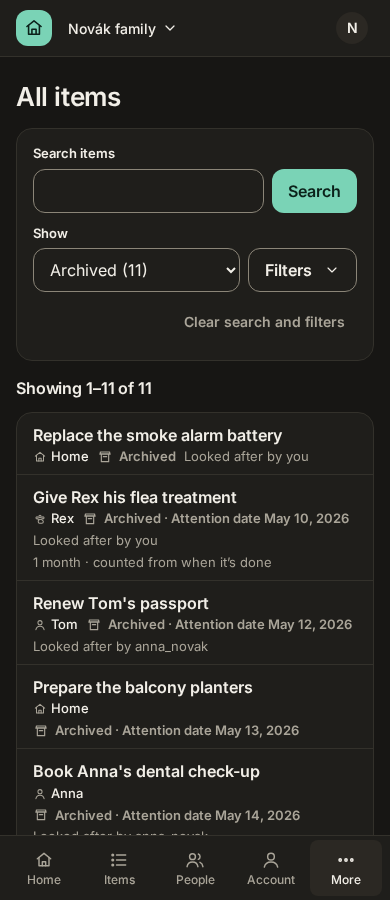 Novák family
N
All items
Search items
Search
Show
Archived (11)
Filters
Clear search and filters
Showing 1–11 of 11
Replace the smoke alarm battery
Home Archived Looked after by you
Give Rex his flea treatment
Rex Archived · Attention date May 10, 2026
Looked after by you
1 month · counted from when it’s done
Renew Tom's passport
Tom Archived · Attention date May 12, 2026
Looked after by anna_novak
Prepare the balcony planters
Home
Archived · Attention date May 13, 2026
Book Anna's dental check-up
Anna
Archived · Attention date May 14, 2026
Looked after by anna_novak
Home Items People Account More